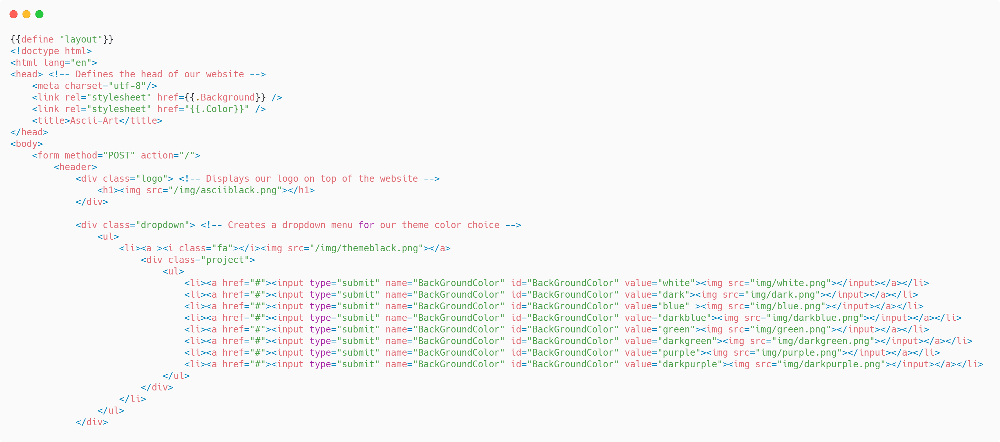 {{define "layout"}}
<!doctype html>
<html lang="en">
<head> <!-- Defines the head of our website -->
    <meta charset="utf-8"/>
    <link rel="stylesheet" href={{.Background}} />
    <link rel="stylesheet" href="{{.Color}}" />
    <title>Ascii-Art</title>
</head>
<body>
    <form method="POST" action="/">
        <header>
            <div class="logo"> <!-- Displays our logo on top of the website -->
                <h1><img src="/img/asciiblack.png"></h1>
            </div>

            <div class="dropdown"> <!-- Creates a dropdown menu for our theme color choice -->
                <ul>
                    <li><a ><i class="fa"></i><img src="/img/themeblack.png"></a>
                        <div class="project">
                            <ul>
                                <li><a href="#"><input type="submit" name="BackGroundColor" id="BackGroundColor" value="white"><img src="img/white.png"></input></a></li>
                                <li><a href="#"><input type="submit" name="BackGroundColor" id="BackGroundColor" value="dark"><img src="img/dark.png"></input></a></li>
                                <li><a href="#"><input type="submit" name="BackGroundColor" id="BackGroundColor" value="blue" ><img src="img/blue.png"></input></a></li>
                                <li><a href="#"><input type="submit" name="BackGroundColor" id="BackGroundColor" value="darkblue"><img src="img/darkblue.png"></input></a></li>
                                <li><a href="#"><input type="submit" name="BackGroundColor" id="BackGroundColor" value="green"><img src="img/green.png"></input></a></li>
                                <li><a href="#"><input type="submit" name="BackGroundColor" id="BackGroundColor" value="darkgreen"><img src="img/darkgreen.png"></input></a></li>
                                <li><a href="#"><input type="submit" name="BackGroundColor" id="BackGroundColor" value="purple"><img src="img/purple.png"></input></a></li>
                                <li><a href="#"><input type="submit" name="BackGroundColor" id="BackGroundColor" value="darkpurple"><img src="img/darkpurple.png"></input></a></li>
                            </ul>
                        </div>
                    </li>
                </ul>
            </div>